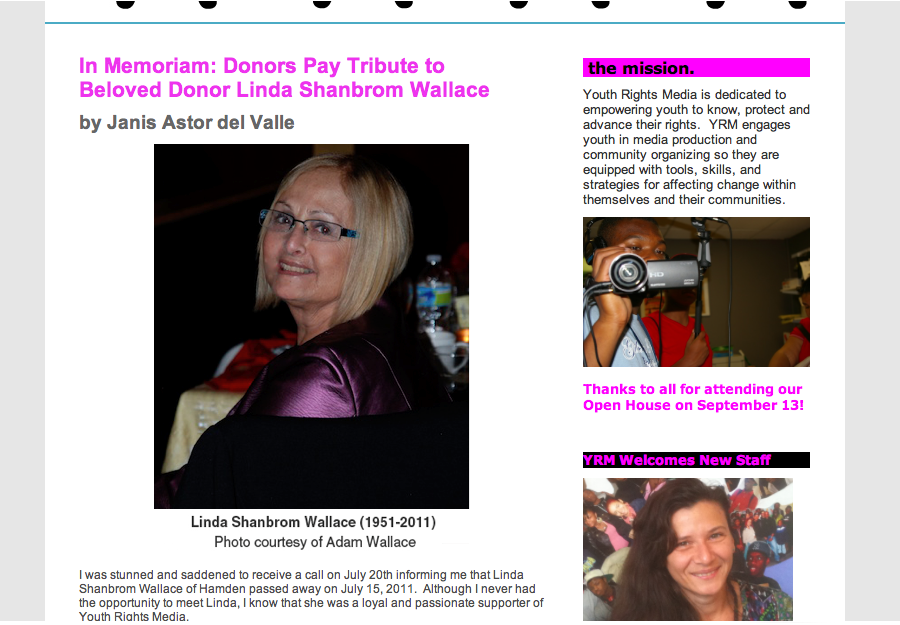 In Memoriam: Donors Pay Tribute to
Beloved Donor Linda Shanbrom Wallace
by Janis Astor del Valle
Linda Shanbrom Wallace (1951-2011)
Photo courtesy of Adam Wallace
I was stunned and saddened to receive a call on July 20th informing me that Linda
Shanbrom Wallace of Hamden passed away on July 15, 2011.  Although I never had
the opportunity to meet Linda, I know that she was a loyal and passionate supporter of
Youth Rights Media.
the mission.
Youth Rights Media is dedicated to
empowering youth to know, protect and
advance their rights.  YRM engages
youth in media production and
community organizing so they are
equipped with tools, skills, and
strategies for affecting change within
themselves and their communities.
HD
Thanks to all for attending our
Open House on September 13!
YRM Welcomes New Staff